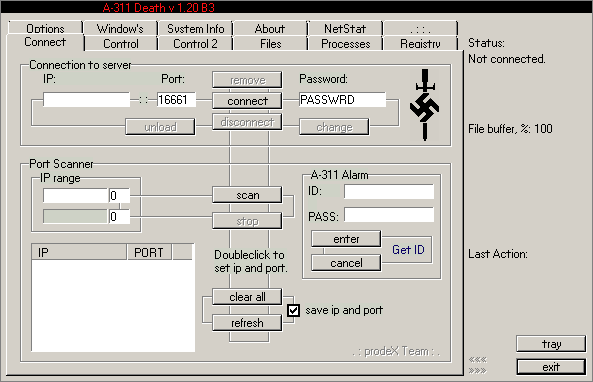 A-311 Death v 1.20 B3
Options Window's System Info About NetStat . : : .
Connect Control Control 2 Files Processes Registry
Status:
Not connected.
Connection to server
IP: Port: remove Password:
: : 16661 connect PASSWRD
unload disconnect change
File buffer, %: 100
Port Scanner
IP range
0
0
scan
stop
A-311 Alarm
ID:
PASS:
enter
Get ID
cancel
IP PORT
Doubleclick to
set ip and port.
clear all
save ip and port
refresh
. : prodeX Team : .
Last Action:
<<<
>>>
tray
exit